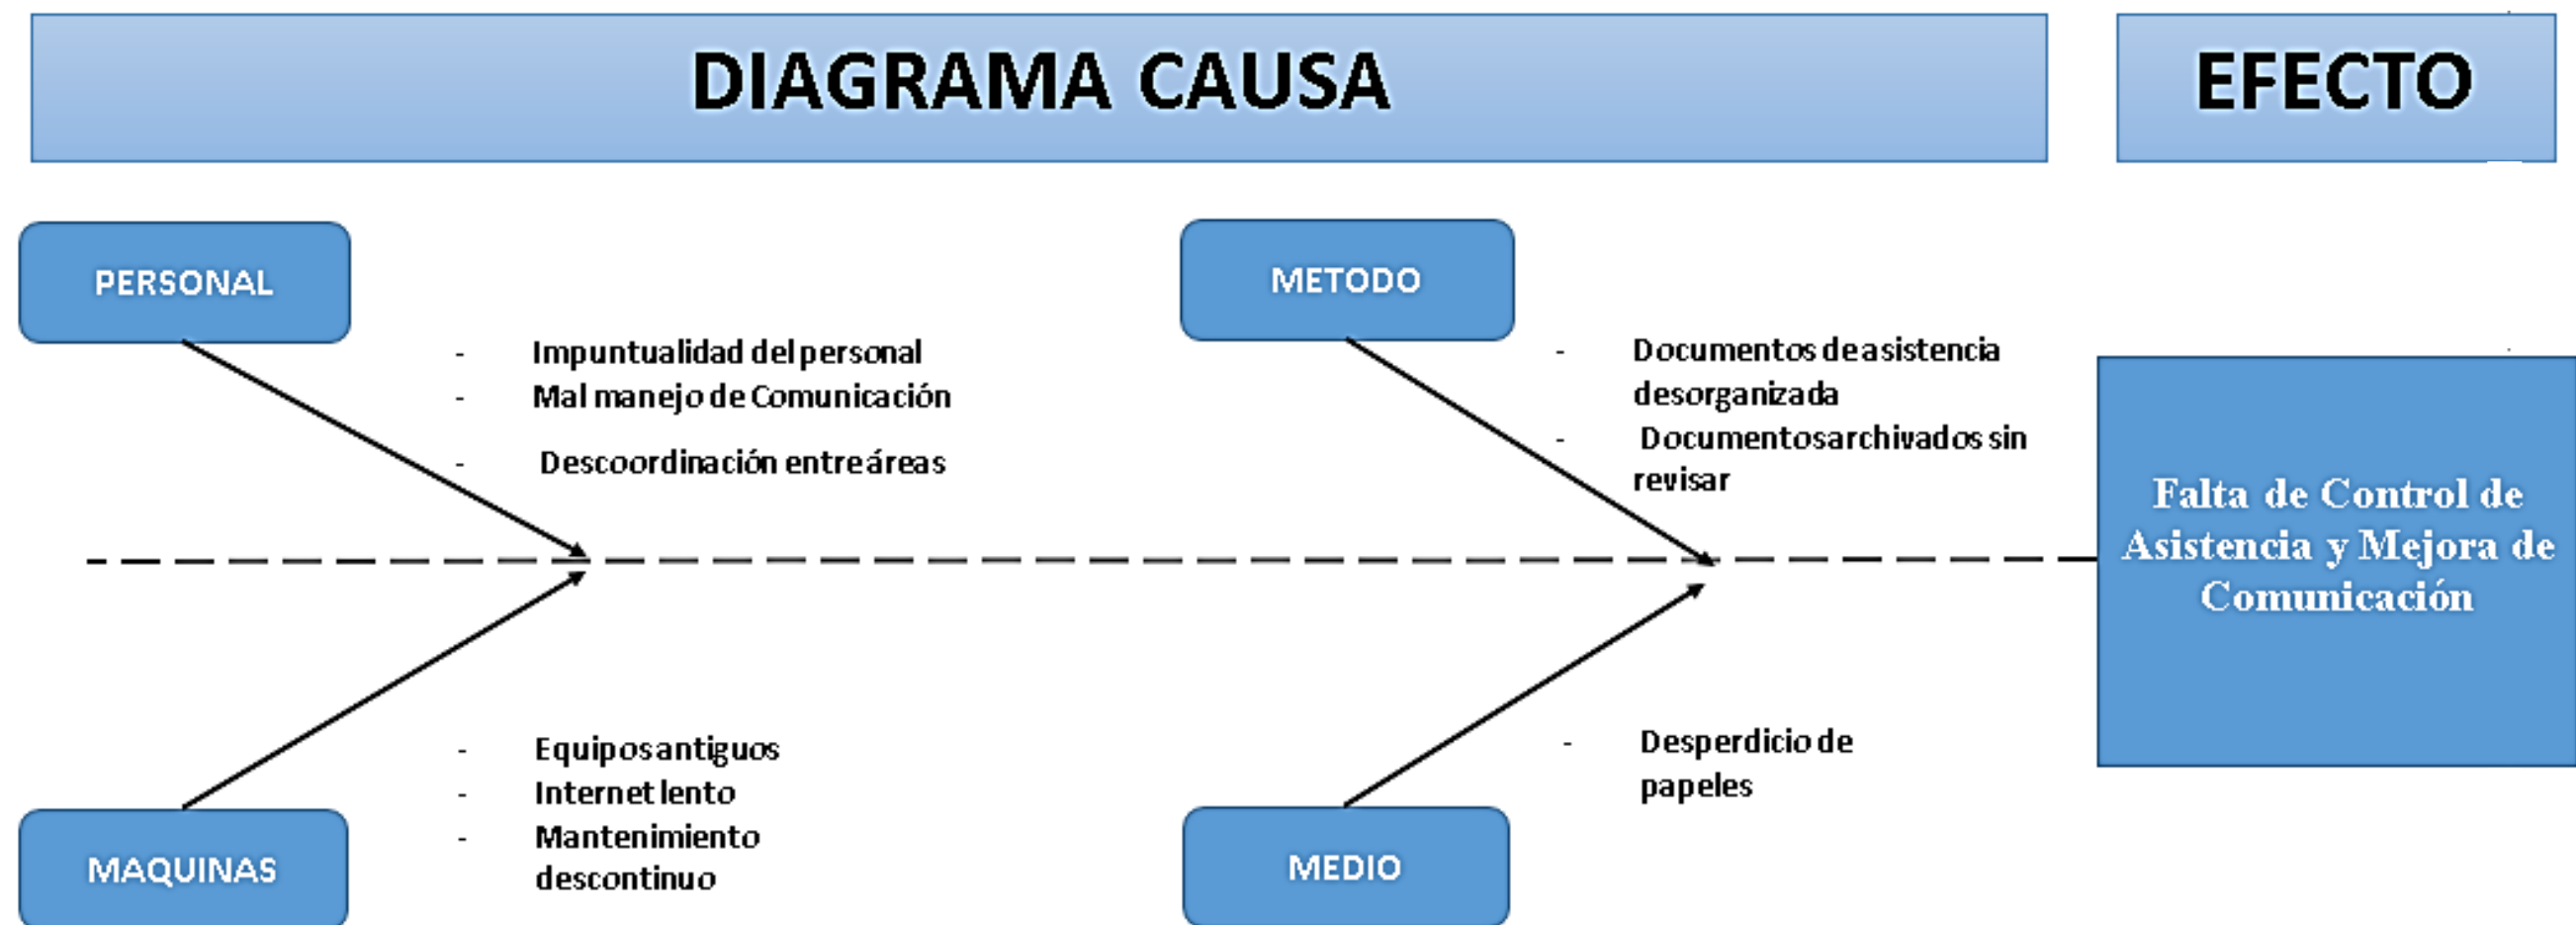 DIAGRAMA CAUSA
EFECTO
PERSONAL
- Impuntualidad del personal
- Mal manejo de Comunicación
- Descoordinación entre áreas
METODO
- Documentos de asistencia
desorganizada
- Documentos archivados sin
revisar
Falta de Control de
Asistencia y Mejora de
Comunicación
MAQUINAS
- Equipos antiguos
- Internet lento
- Mantenimiento
descontinuo
MEDIO
- Desperdicio de
papeles